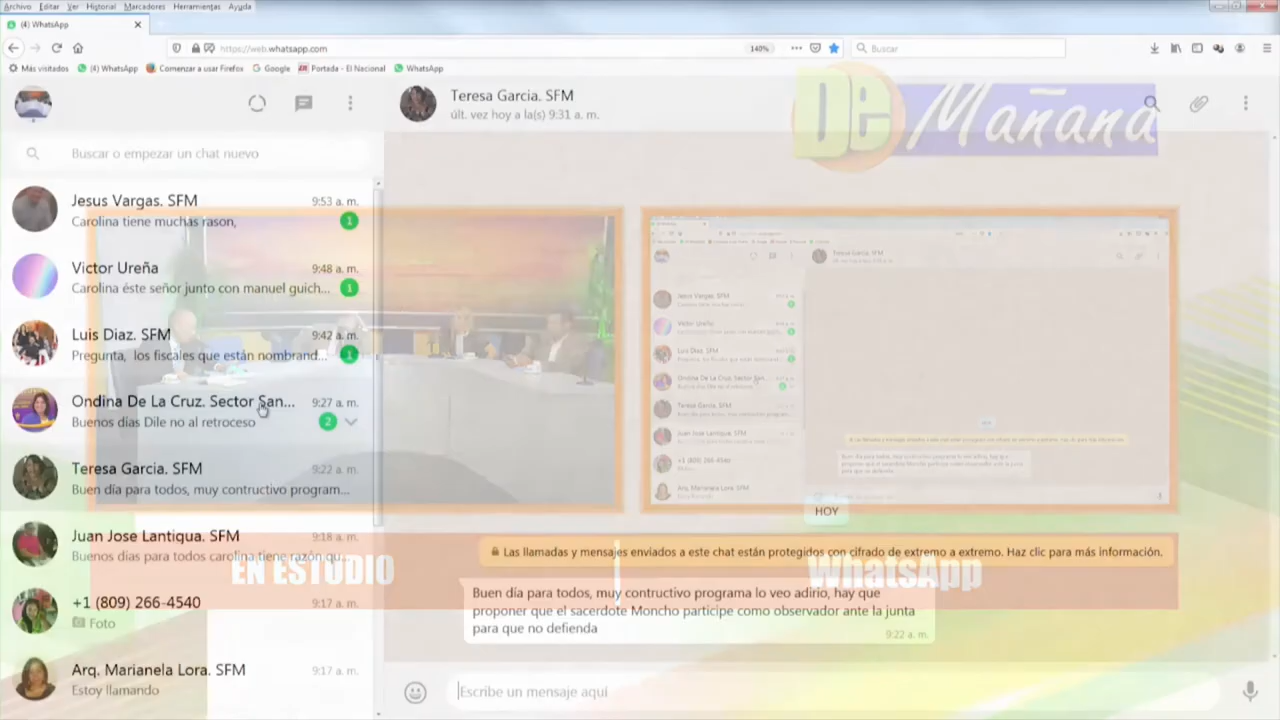 Archivo Editar Ver Historial Marcadores Herramientas Ayuda
(4) WhatsApp
https://web.whatsapp.com
140%
Buscar
Más visitados (4) WhatsApp Comenzar a usar Firefox Google Portada - El Nacional WhatsApp
Teresa Garcia. SFM
últ. vez hoy a la(s) 9:31 a. m.
De Mañana
Buscar o empezar un chat nuevo
Jesus Vargas. SFM 9:53 a. m.
Carolina tiene muchas rason, 1
Victor Ureña 9:48 a. m.
Carolina éste señor junto con manuel guich... 1
Luis Diaz. SFM 9:42 a. m.
Pregunta, los fiscales que están nombrand... 1
Ondina De La Cruz. Sector San... 9:27 a. m.
Buenos días Dile no al retroceso 2
Teresa Garcia. SFM 9:22 a. m.
Buen día para todos, muy contructivo program...
Juan Jose Lantiqua. SFM 9:18 a. m.
Buenos días para todos carolina tiene razón qu...
+1 (809) 266-4540 9:17 a. m.
Foto
Arq. Marianela Lora. SFM 9:17 a. m.
Estoy llamando
HOY
Las llamadas y mensajes enviados a este chat están protegidos con cifrado de extremo a extremo. Haz clic para más información.
EN ESTUDIO
WhatsApp
Buen día para todos, muy contructivo programa lo veo adirio, hay que
proponer que el sacerdote Moncho participe como observador ante la junta
para que no defienda
9:22 a. m.
Escribe un mensaje aquí